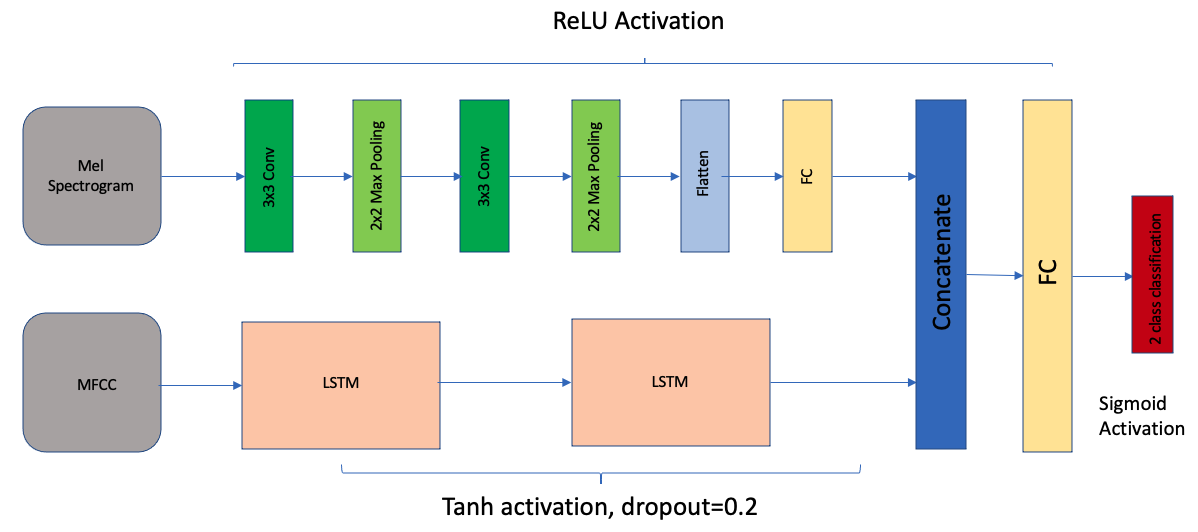 ReLU Activation
Mel
Spectrogram
3x3 Conv
2x2 Max Pooling
3x3 Conv
2x2 Max Pooling
Flatten
FC
Concatenate
FC
2 class classification
MFCC
LSTM
LSTM
Sigmoid
Activation
Tanh activation, dropout=0.2